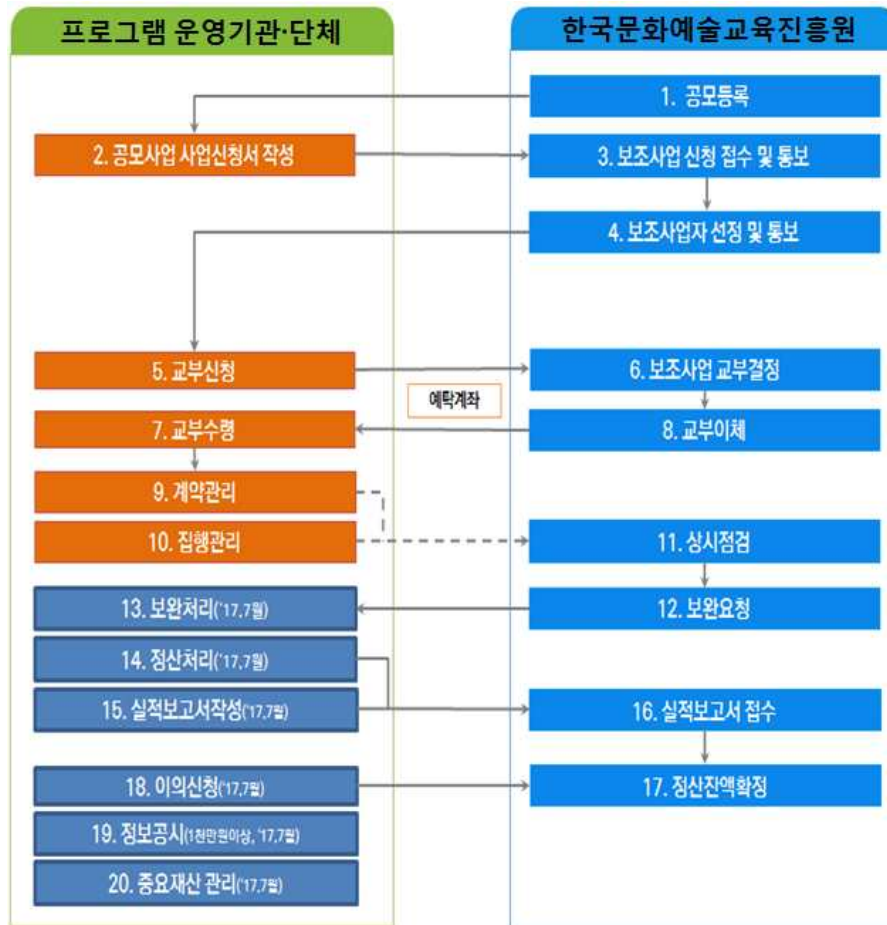 프로그램 운영기관·단체
한국문화예술교육진흥원
1. 공모등록
2. 공모사업 사업신청서 작성
3. 보조사업 신청 접수 및 통보
4. 보조사업자 선정 및 통보
5. 교부신청
6. 보조사업 교부결정
예탁계좌
7. 교부수령
8. 교부이체
9. 계약관리
10. 집행관리
11. 상시점검
13. 보완처리('17.7월)
12. 보완요청
14. 정산처리('17.7월)
15. 실적보고서작성('17.7월)
16. 실적보고서 접수
18. 이의신청('17.7월)
17. 정산잔액확정
19. 정보공시(1천만원이상, '17.7월)
20. 중요재산 관리('17.7월)